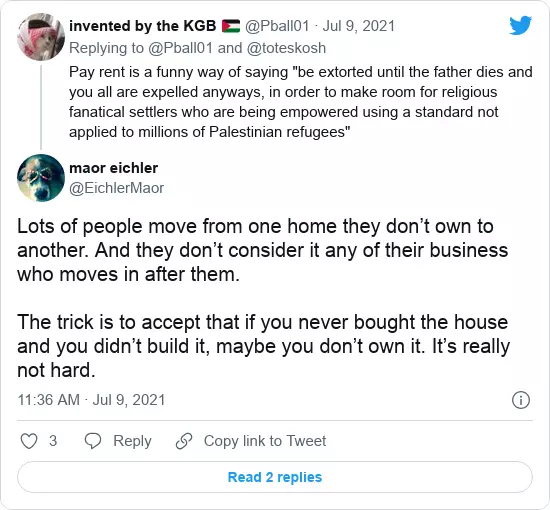 invented by the KGB 🇵🇸 @Pball01 · Jul 9, 2021
Replying to @Pball01 and @toteskosh
Pay rent is a funny way of saying "be extorted until the father dies and
you all are expelled anyways, in order to make room for religious
fanatical settlers who are being empowered using a standard not
applied to millions of Palestinian refugees"
maor eichler
@EichlerMaor
Lots of people move from one home they don’t own to
another. And they don’t consider it any of their business
who moves in after them.
The trick is to accept that if you never bought the house
and you didn’t build it, maybe you don’t own it. It’s really
not hard.
11:36 AM · Jul 9, 2021
3 Reply Copy link to Tweet
Read 2 replies